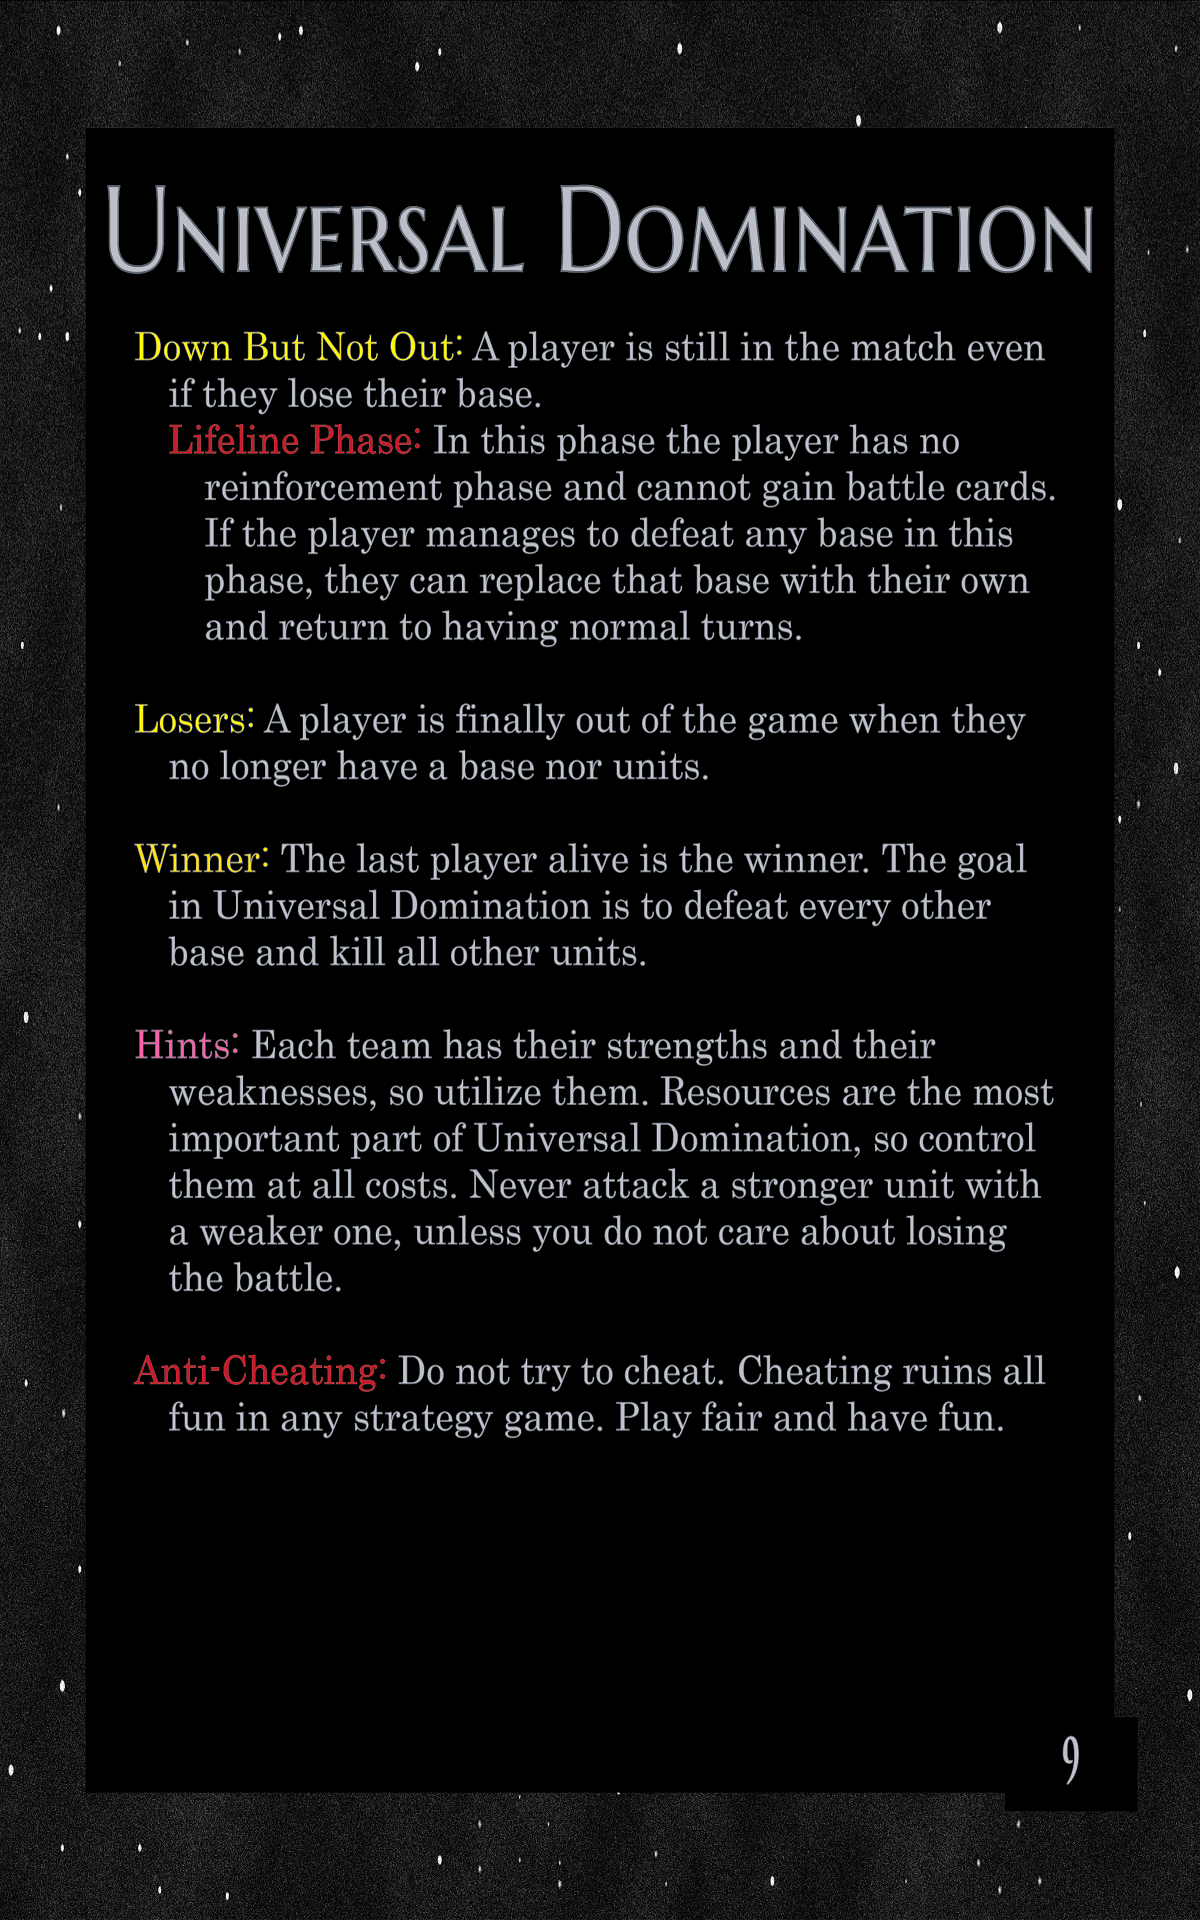 Universal Domination
Down But Not Out: A player is still in the match even
if they lose their base.
Lifeline Phase: In this phase the player has no
reinforcement phase and cannot gain battle cards.
If the player manages to defeat any base in this
phase, they can replace that base with their own
and return to having normal turns.
Losers: A player is finally out of the game when they
no longer have a base nor units.
Winner: The last player alive is the winner. The goal
in Universal Domination is to defeat every other
base and kill all other units.
Hints: Each team has their strengths and their
weaknesses, so utilize them. Resources are the most
important part of Universal Domination, so control
them at all costs. Never attack a stronger unit with
a weaker one, unless you do not care about losing
the battle.
Anti-Cheating: Do not try to cheat. Cheating ruins all
fun in any strategy game. Play fair and have fun.
9